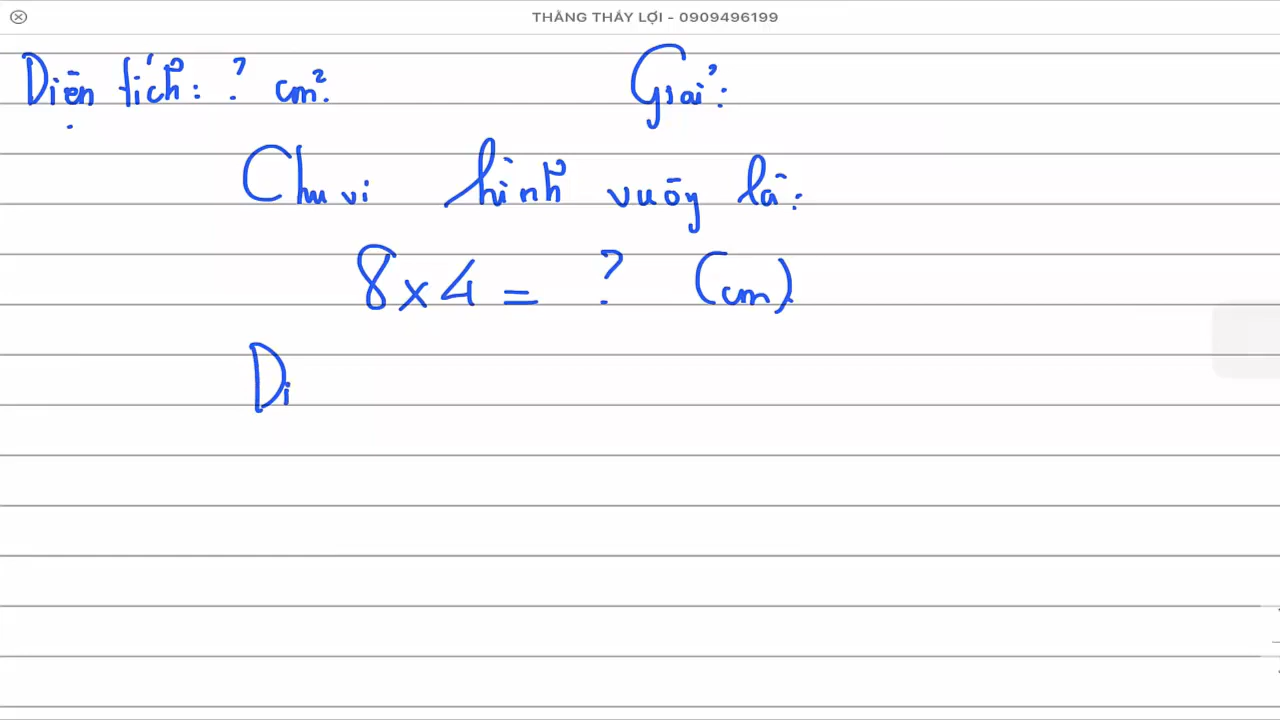 THẮNG THẦY LỢI - 0909496199
Diện tích: ? cm². Giải:
Chu vi hình vuông là:
8 x 4 = ? (cm).
Di